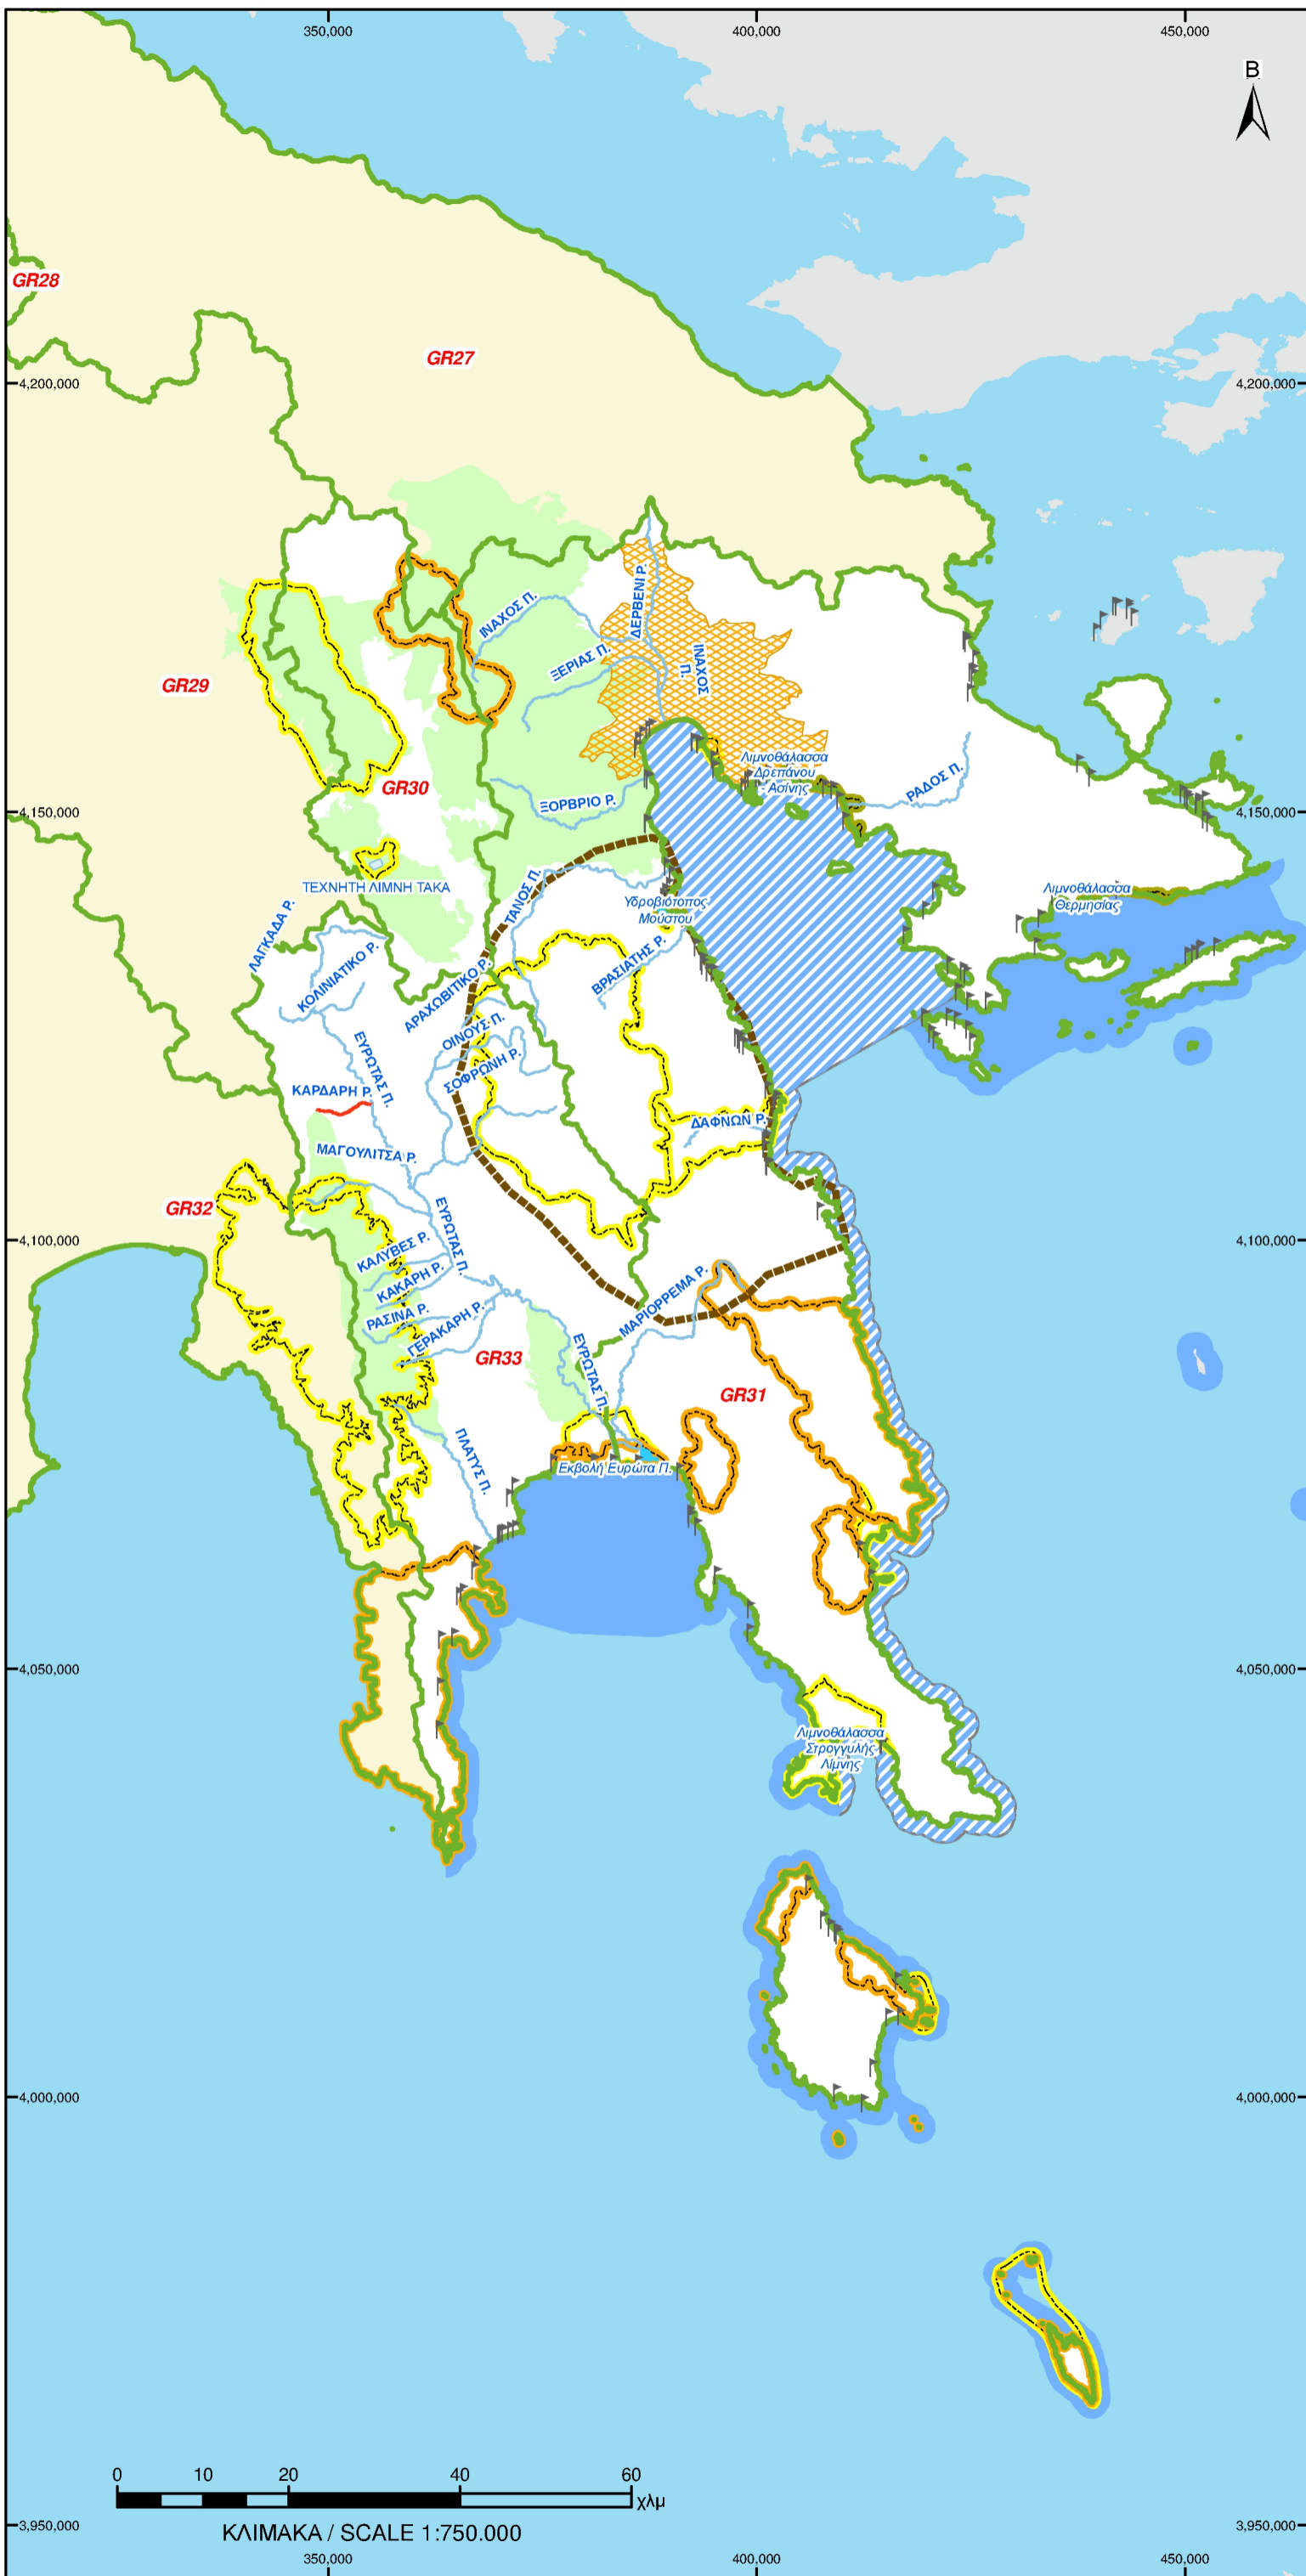 350,000
400,000
450,000
Β
GR28
GR27
4,200,000
4,200,000
ΔΕΡΒΕΝΙ Ρ.
ΙΝΑΧΟΣ Π.
ΞΕΡΙΑΣ Π.
ΙΝΑΧΟΣ
Π.
GR29
Λιμνοθάλασσα
Δρεπάνου
- Ασίνης
ΡΑΔΟΣ Π.
GR30
ΞΟΡΒΡΙΟ Ρ.
4,150,000
4,150,000
ΤΕΧΝΗΤΗ ΛΙΜΝΗ ΤΑΚΑ
ΤΑΝΟΣ Π.
Υδροβιότοπος
Μούστου
Λιμνοθάλασσα
Θερμησίας
ΛΑΓΚΑΔΑ Ρ.
ΚΟΛΙΝΙΑΤΙΚΟ Ρ.
ΑΡΑΧΩΒΙΤΙΚΟ Ρ.
ΒΡΑΣΙΑΤΗΣ Ρ.
ΟΙΝΟΥΣ Π.
ΕΥΡΩΤΑΣ Π.
ΣΟΦΡΩΝΗ Ρ.
ΚΑΡΔΑΡΗ Ρ.
ΔΑΦΝΩΝ Ρ.
ΜΑΓΟΥΛΙΤΣΑ Ρ.
GR32
ΕΥΡΩΤΑΣ Π.
4,100,000
4,100,000
ΚΑΛΥΒΕΣ Ρ.
ΚΑΚΑΡΗ Ρ.
ΜΑΡΙΟΡΡΕΜΑ Ρ.
ΡΑΣΙΝΑ Ρ.
ΓΕΡΑΚΑΡΗ Ρ.
GR33
ΕΥΡΩΤΑΣ Π.
GR31
ΠΛΑΤΥΣ Π.
Εκβολή Ευρώτα Π.
4,050,000
4,050,000
Λιμνοθάλασσα
Στρογγυλής
Λίμνης
4,000,000
4,000,000
0 10 20 40 60
χλμ
ΚΛΙΜΑΚΑ / SCALE 1:750.000
3,950,000
3,950,000
350,000
400,000
450,000